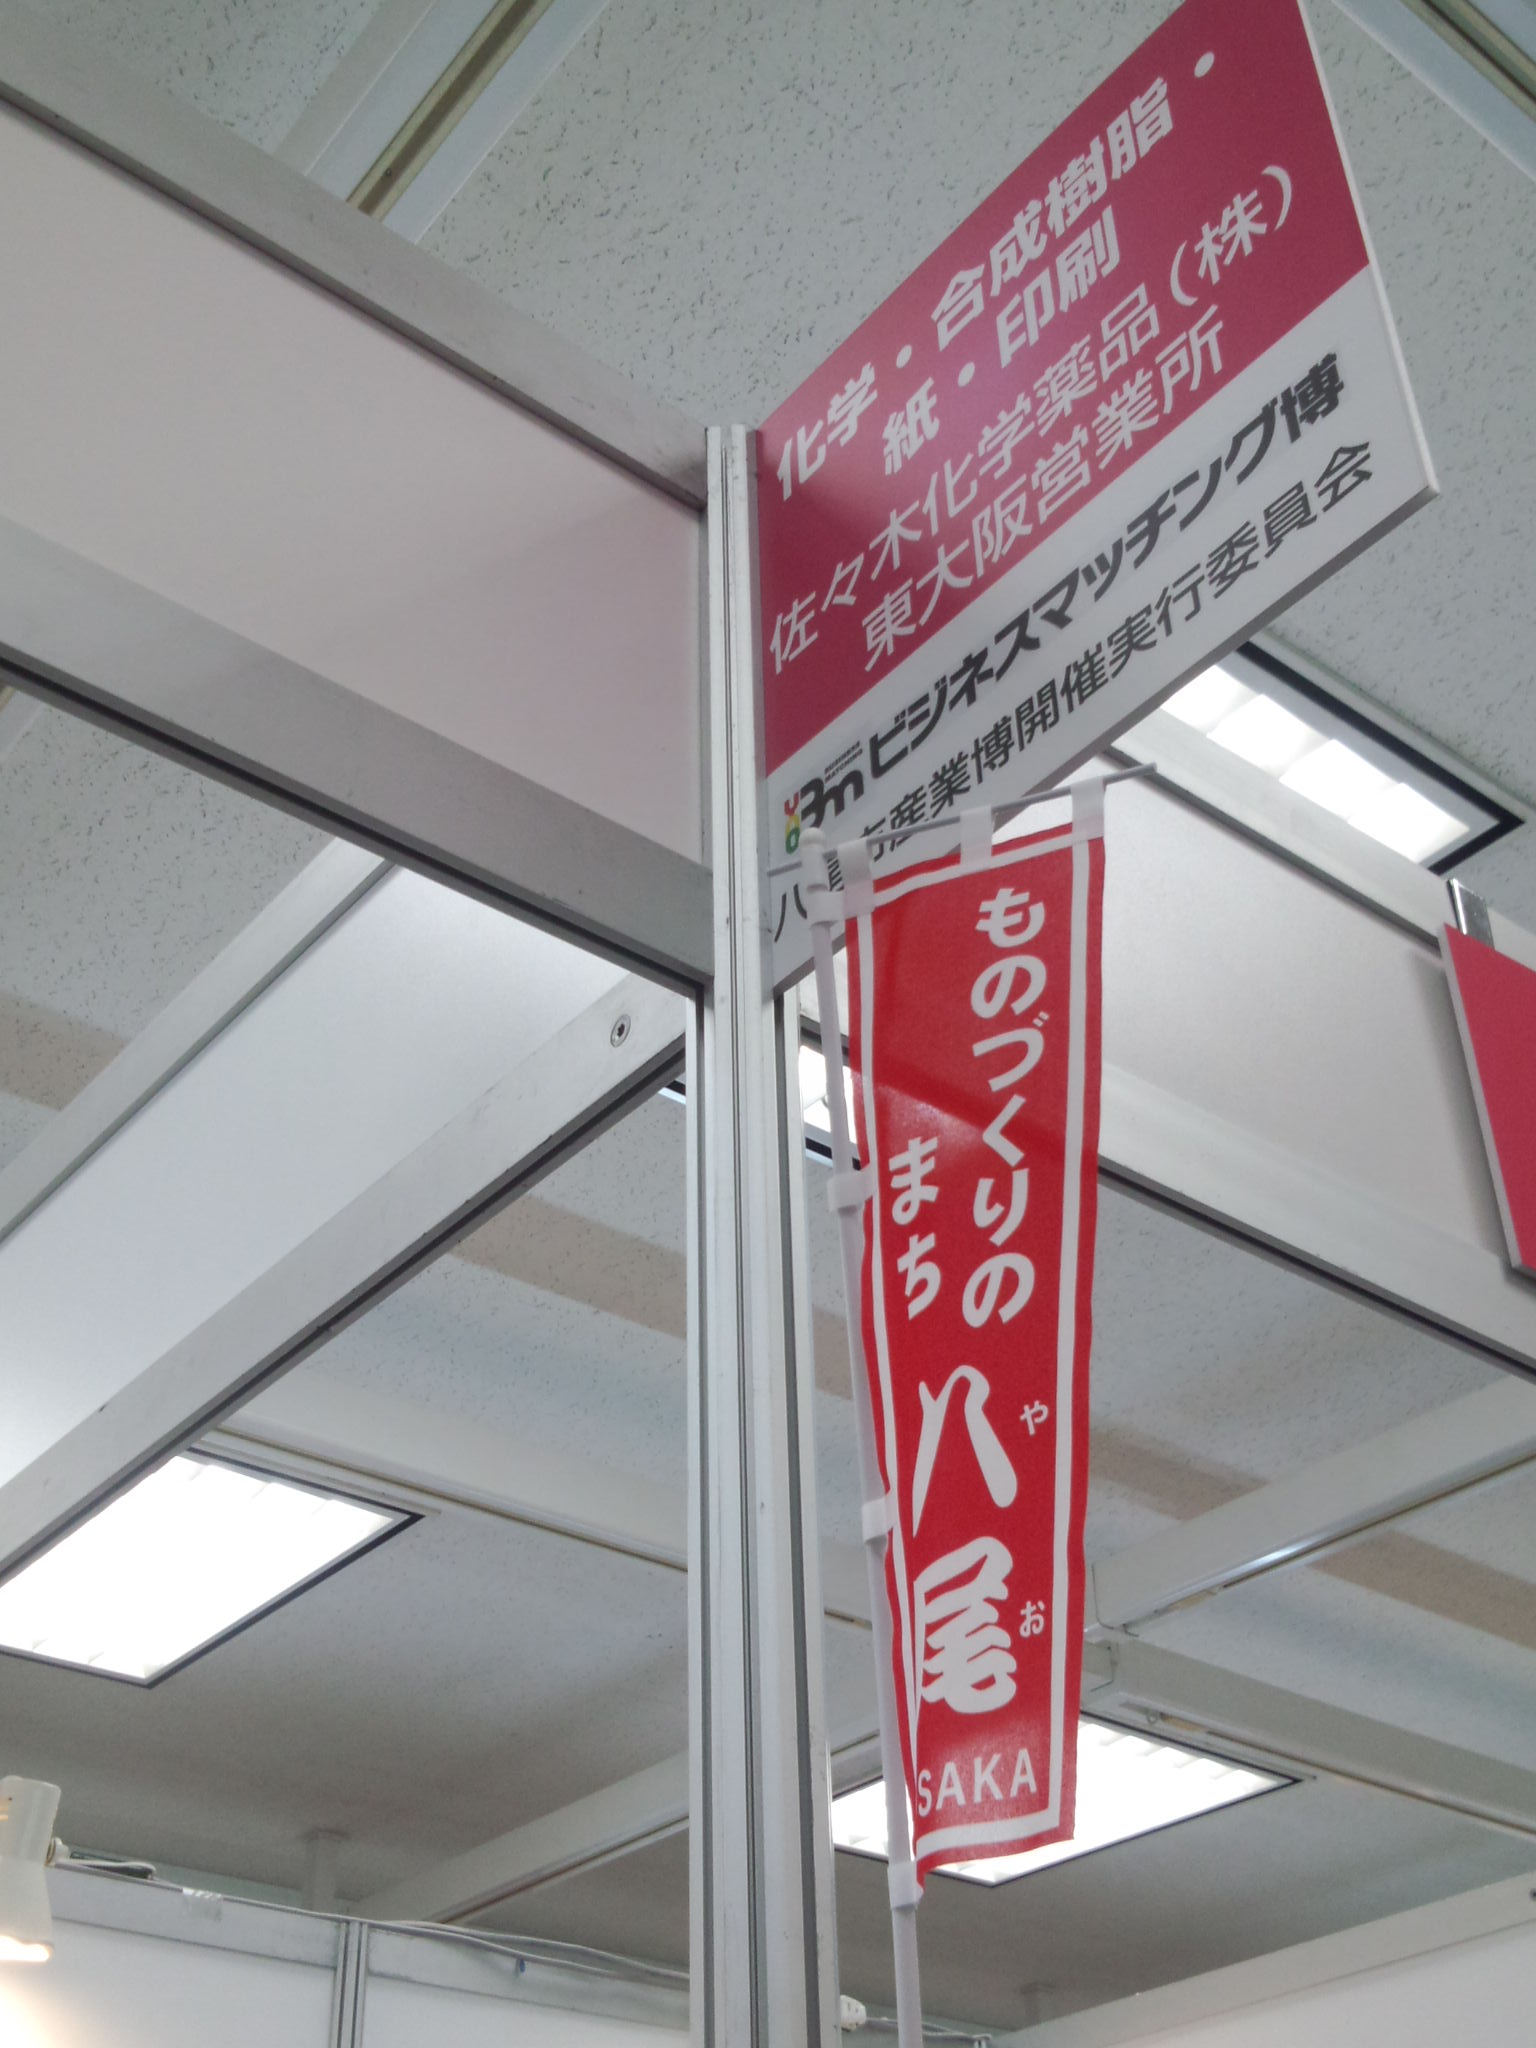 化学・合成樹脂・
紙・印刷
佐々木化学薬品（株）
東大阪営業所
ビジネスマッチング博
市産業博開催実行委員会
ものづくりの
まち
八尾
やお
SAKA